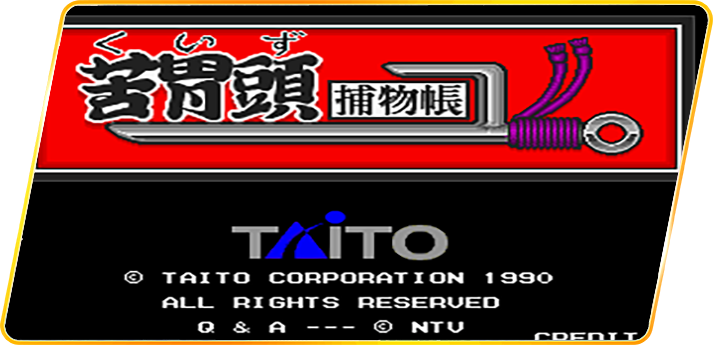 くいず
苦胃頭捕物帳
TAITO
© TAITO CORPORATION 1990
ALL RIGHTS RESERVED
Q & A --- © NTV
CREDIT